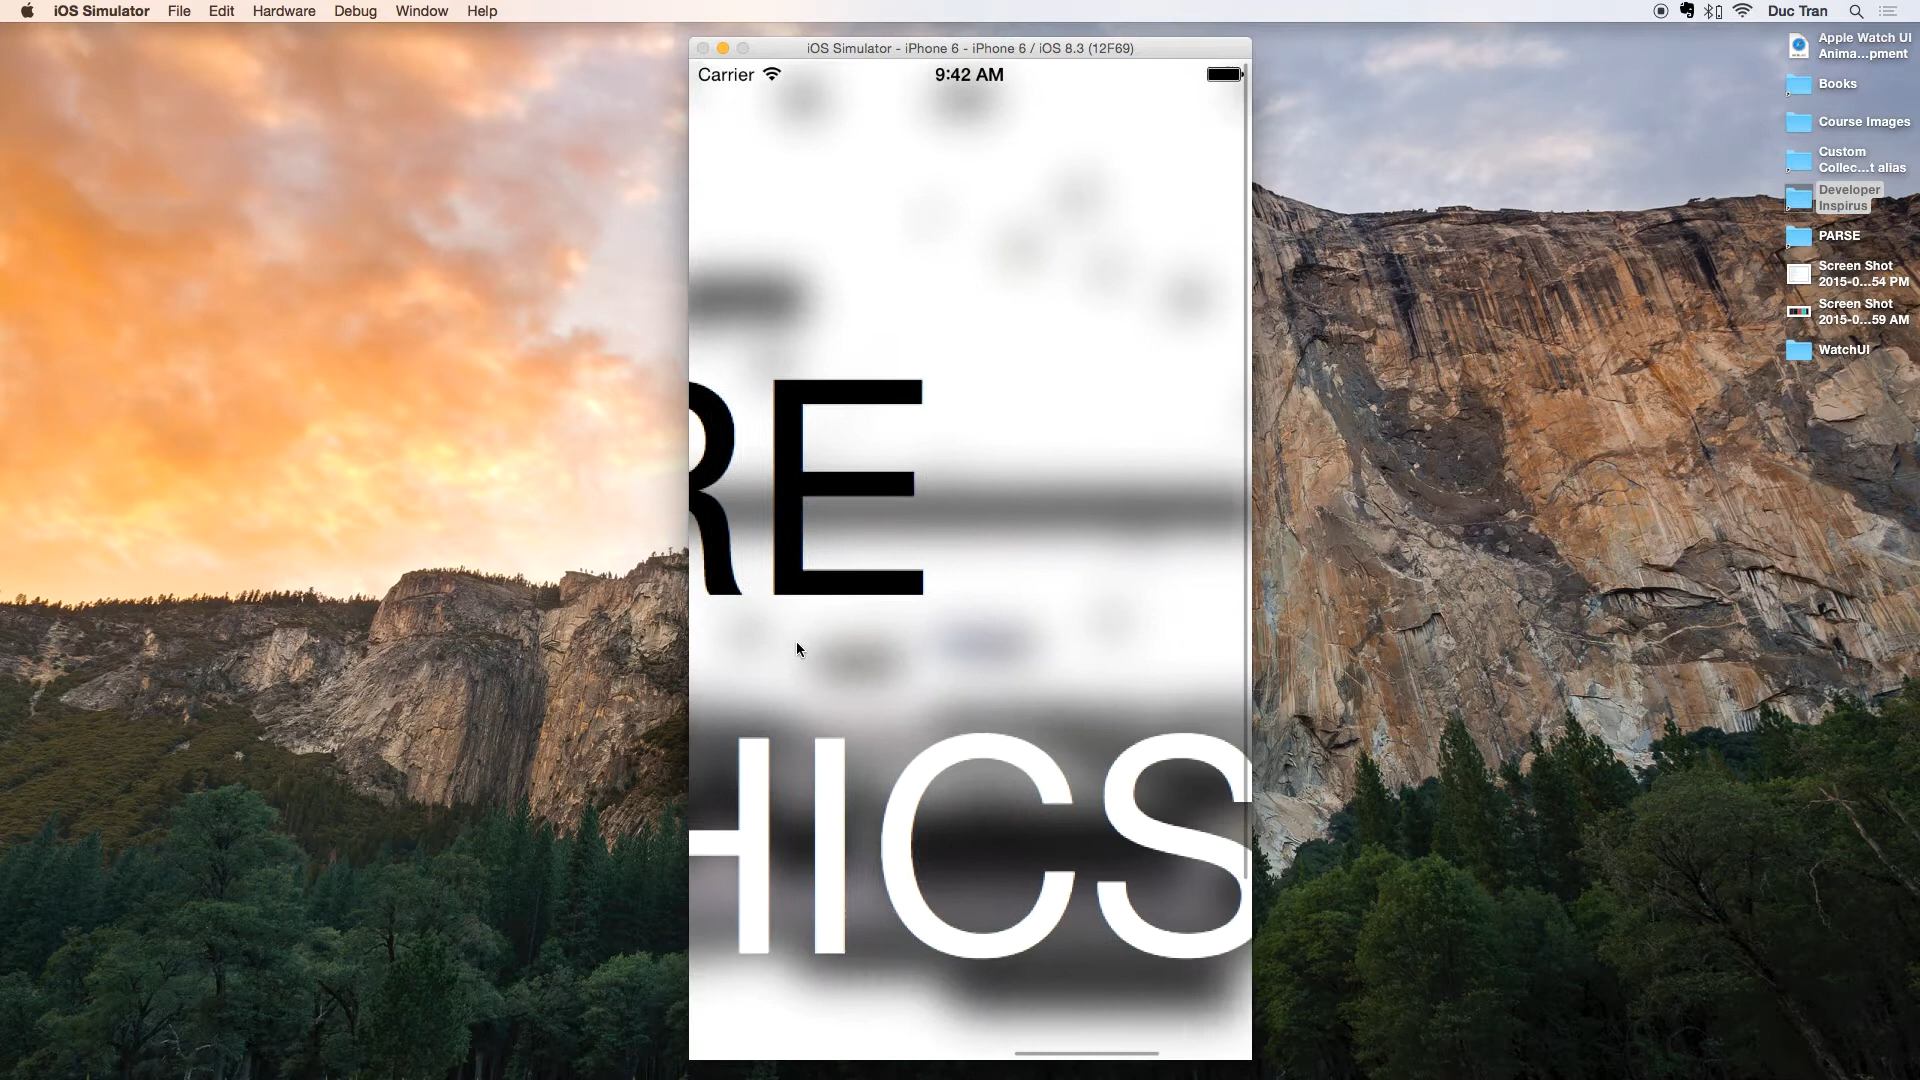 iOS Simulator File Edit Hardware Debug Window Help Duc Tran
iOS Simulator - iPhone 6 - iPhone 6 / iOS 8.3 (12F69)
Carrier 9:42 AM
RE
HICS
Apple Watch UI
Anima...pment
Books
Course Images
Custom
Collec...t alias
Developer
Inspirus
PARSE
Screen Shot
2015-0...54 PM
Screen Shot
2015-0...59 AM
WatchUI